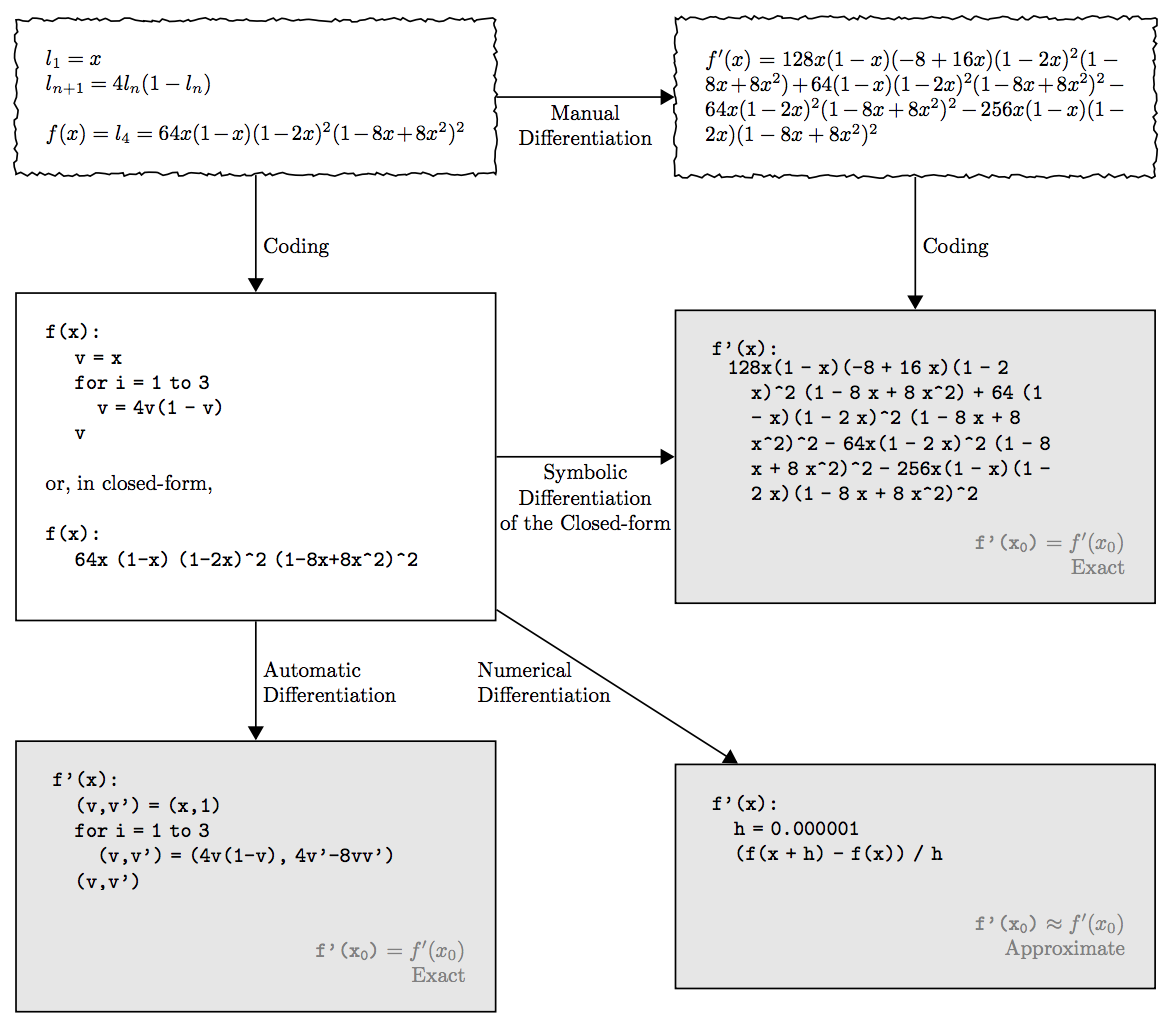 l₁ = x
lₙ₊₁ = 4lₙ(1 − lₙ)
f(x) = l₄ = 64x(1−x)(1−2x)²(1−8x+8x²)²
Manual
Differentiation
f′(x) = 128x(1 − x)(−8 + 16x)(1 − 2x)²(1 −
8x+8x²)+64(1−x)(1−2x)²(1−8x+8x²)²−
64x(1−2x)²(1−8x+8x²)²−256x(1−x)(1−
2x)(1 − 8x + 8x²)²
Coding
Coding
f(x):
v = x
for i = 1 to 3
v = 4v(1 - v)
v
or, in closed-form,
f(x):
64x (1-x) (1-2x)^2 (1-8x+8x^2)^2
Symbolic
Differentiation
of the Closed-form
f’(x):
128x(1 - x)(-8 + 16 x)(1 - 2
x)^2 (1 - 8 x + 8 x^2) + 64 (1
- x)(1 - 2 x)^2 (1 - 8 x + 8
x^2)^2 - 64x(1 - 2 x)^2 (1 - 8
x + 8 x^2)^2 - 256x(1 - x)(1 -
2 x)(1 - 8 x + 8 x^2)^2
f’(x₀) = f′(x₀)
Exact
Automatic
Differentiation
Numerical
Differentiation
f’(x):
(v,v’) = (x,1)
for i = 1 to 3
(v,v’) = (4v(1-v), 4v’-8vv’)
(v,v’)
f’(x₀) = f′(x₀)
Exact
f’(x):
h = 0.000001
(f(x + h) - f(x)) / h
f’(x₀) ≈ f′(x₀)
Approximate